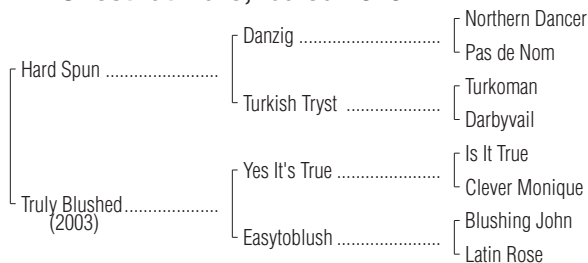 Northern Dancer
Danzig
Pas de Nom
Hard Spun
Turkoman
Turkish Tryst
Darbyvail
Is It True
Yes It's True
Clever Monique
Truly Blushed
(2003)
Blushing John
Easytoblush
Latin Rose